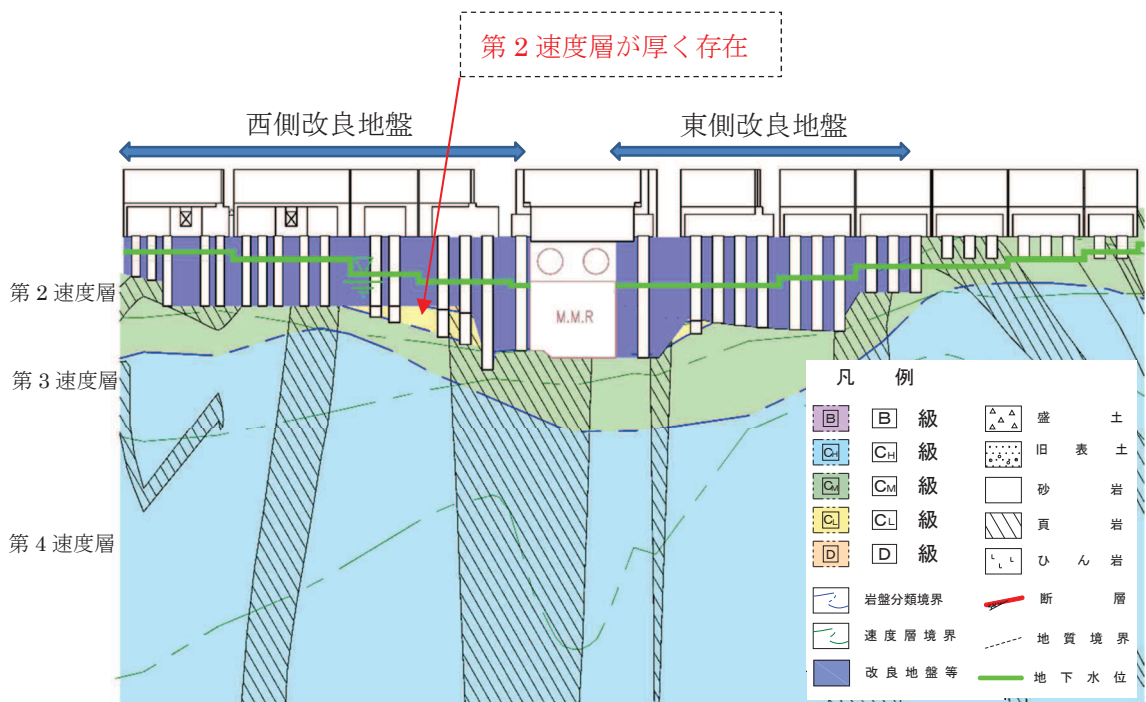 第2速度層が厚く存在
西側改良地盤
東側改良地盤
第2速度層
第3速度層
第4速度層
M.M.R
凡 例
B B 級
CH CH 級
CM CM 級
CL CL 級
D D 級
岩盤分類境界
速度層境界
改良地盤等
盛土
旧表土
砂岩
頁岩
ひん岩
断層
地質境界
地下水位